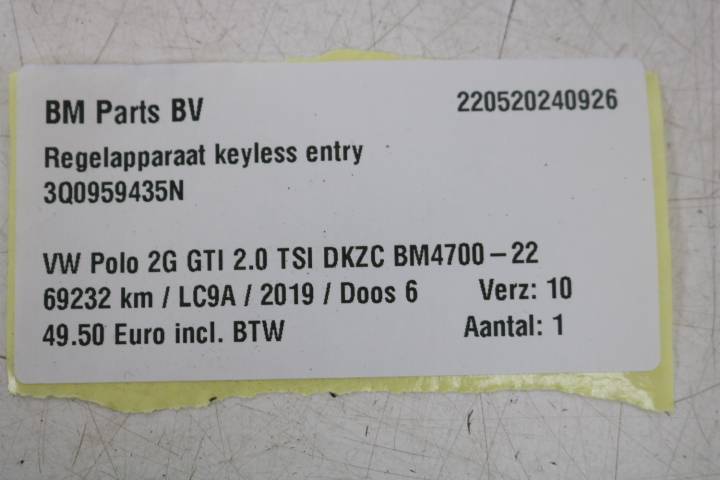 BM Parts BV 220520240926
Regelapparaat keyless entry
3Q0959435N
VW Polo 2G GTI 2.0 TSI DKZC BM4700-22
69232 km / LC9A / 2019 / Doos 6 Verz: 10
49.50 Euro incl. BTW Aantal: 1